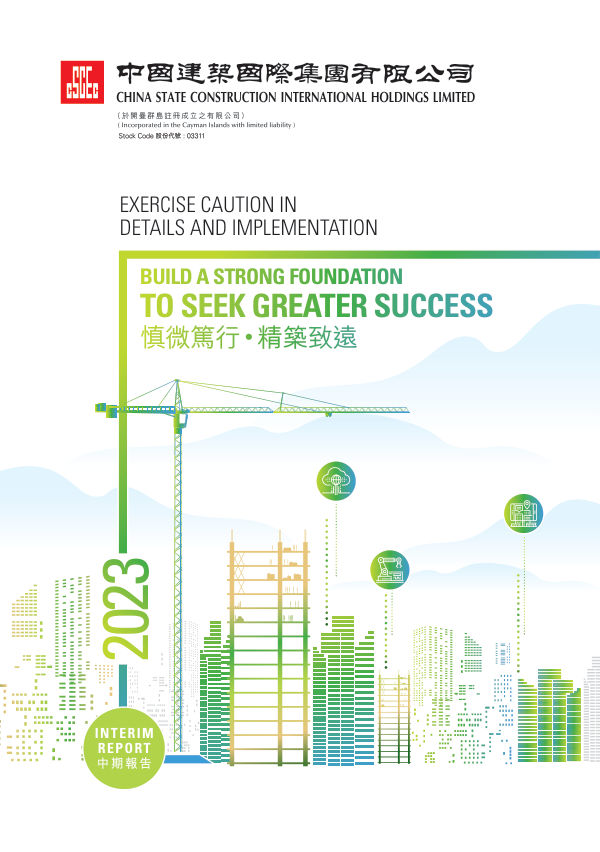 CSCEC
中國建築國際集團有限公司
CHINA STATE CONSTRUCTION INTERNATIONAL HOLDINGS LIMITED
(於開曼群島註冊成立之有限公司)
( Incorporated in the Cayman Islands with limited liability )
Stock Code 股份代號 : 03311
EXERCISE CAUTION IN
DETAILS AND IMPLEMENTATION
BUILD A STRONG FOUNDATION
TO SEEK GREATER SUCCESS
慎微篤行•精築致遠
2023
INTERIM
REPORT
中期報告